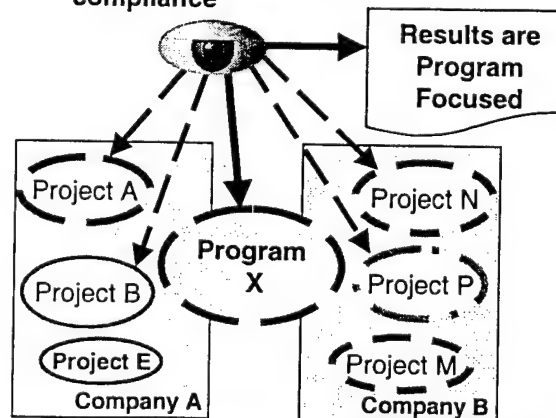 compliance
Results are
Program
Focused
Project A
Project B
Project E
Company A
Program
X
Project N
Project P
Project M
Company B